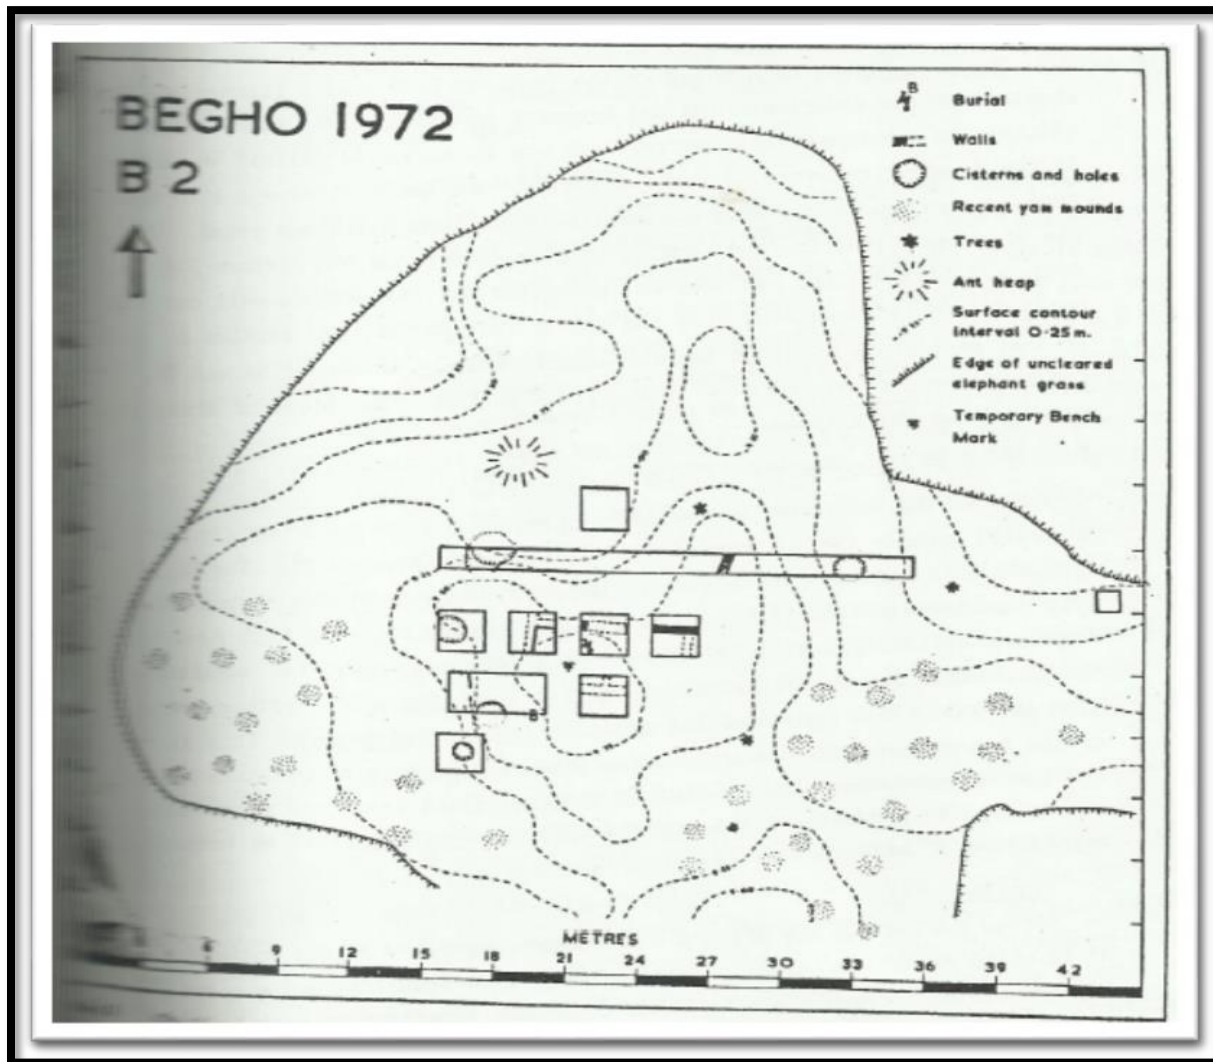 BEGHO 1972
B 2
B
Burial
Walls
Cisterns and holes
Recent yam mounds
Trees
Ant heap
Surface contour
interval 0·25 m.
Edge of uncleared
elephant grass
Temporary Bench
Mark
B
METRES
6 9 12 15 18 21 24 27 30 33 36 39 42